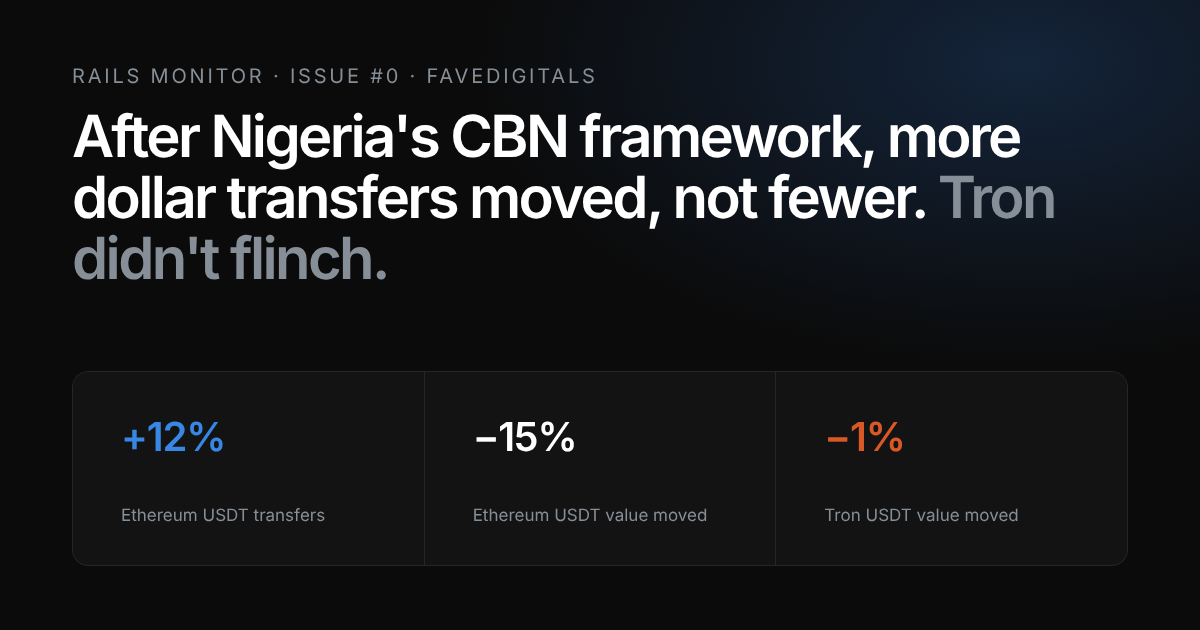 RAILS MONITOR · ISSUE #0 · FAVEDIGITALS
After Nigeria's CBN framework, more
dollar transfers moved, not fewer. Tron
didn't flinch.
+12%
Ethereum USDT transfers
−15%
Ethereum USDT value moved
−1%
Tron USDT value moved